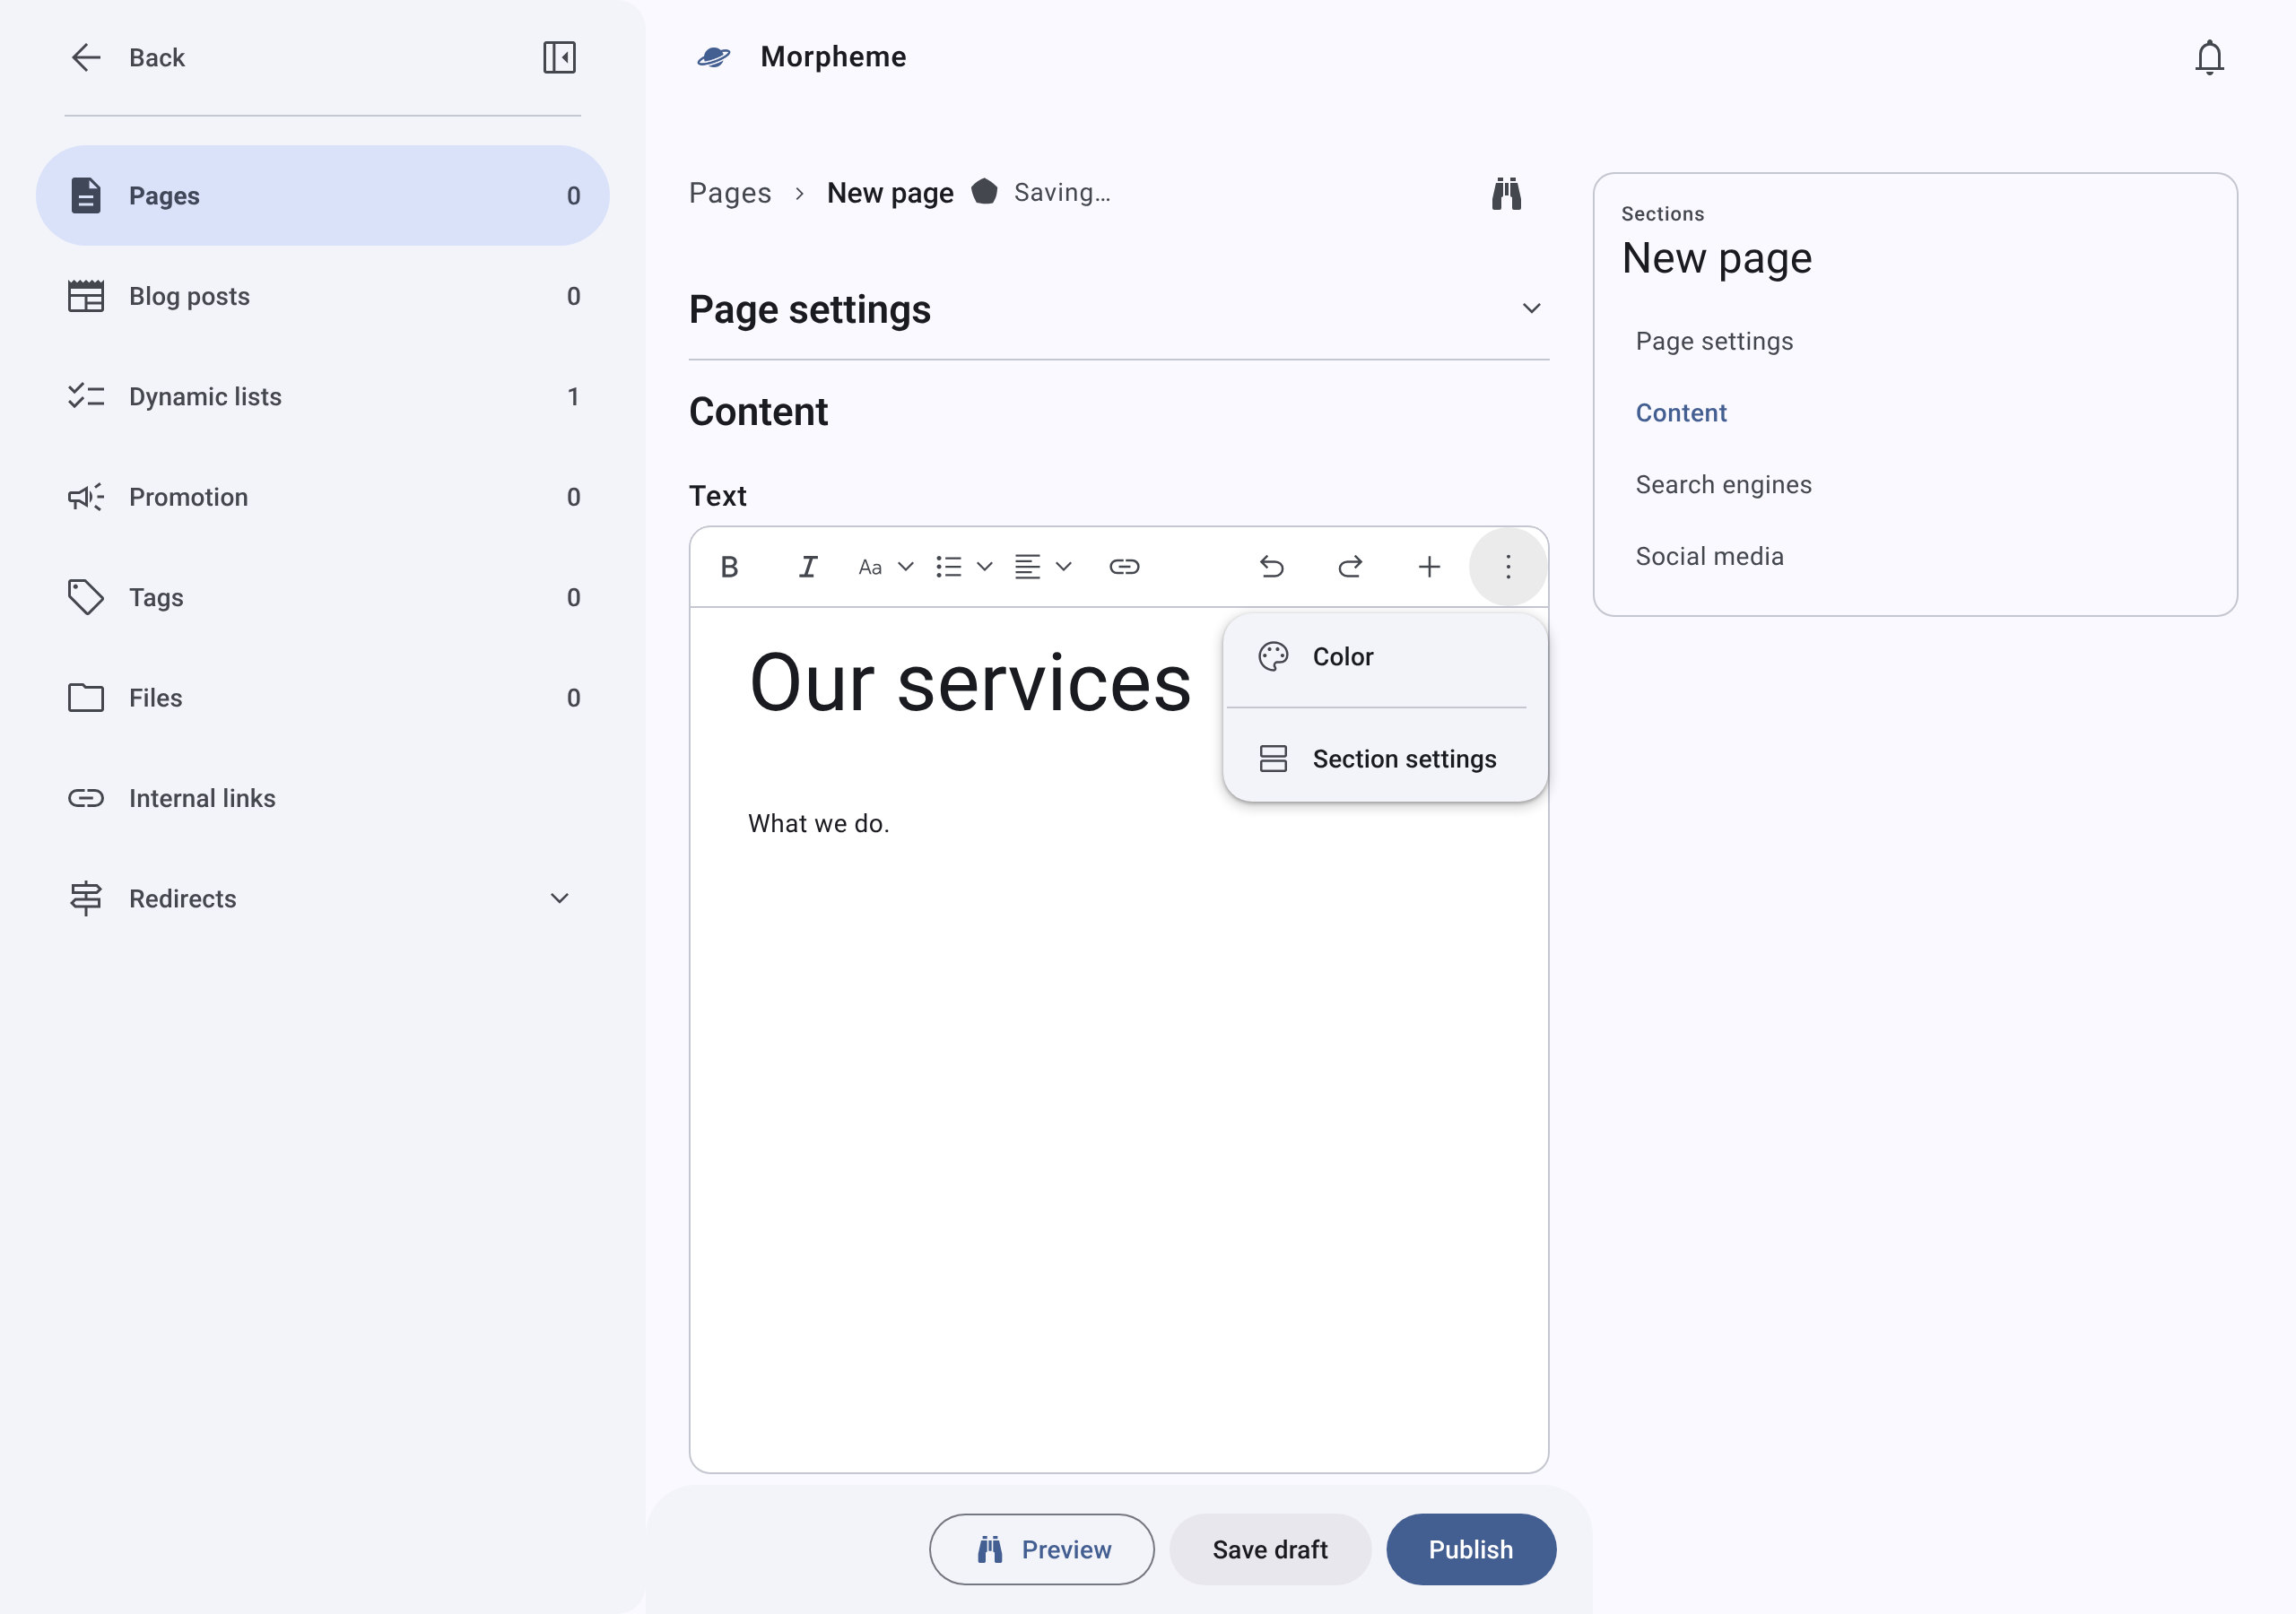 Back
Pages 0
Blog posts 0
Dynamic lists 1
Promotion 0
Tags 0
Files 0
Internal links
Redirects
Morpheme
Pages > New page Saving…
Page settings
Content
Text
B I Aa
Our services
What we do.
Color
Section settings
Sections
New page
Page settings
Content
Search engines
Social media
Preview Save draft Publish